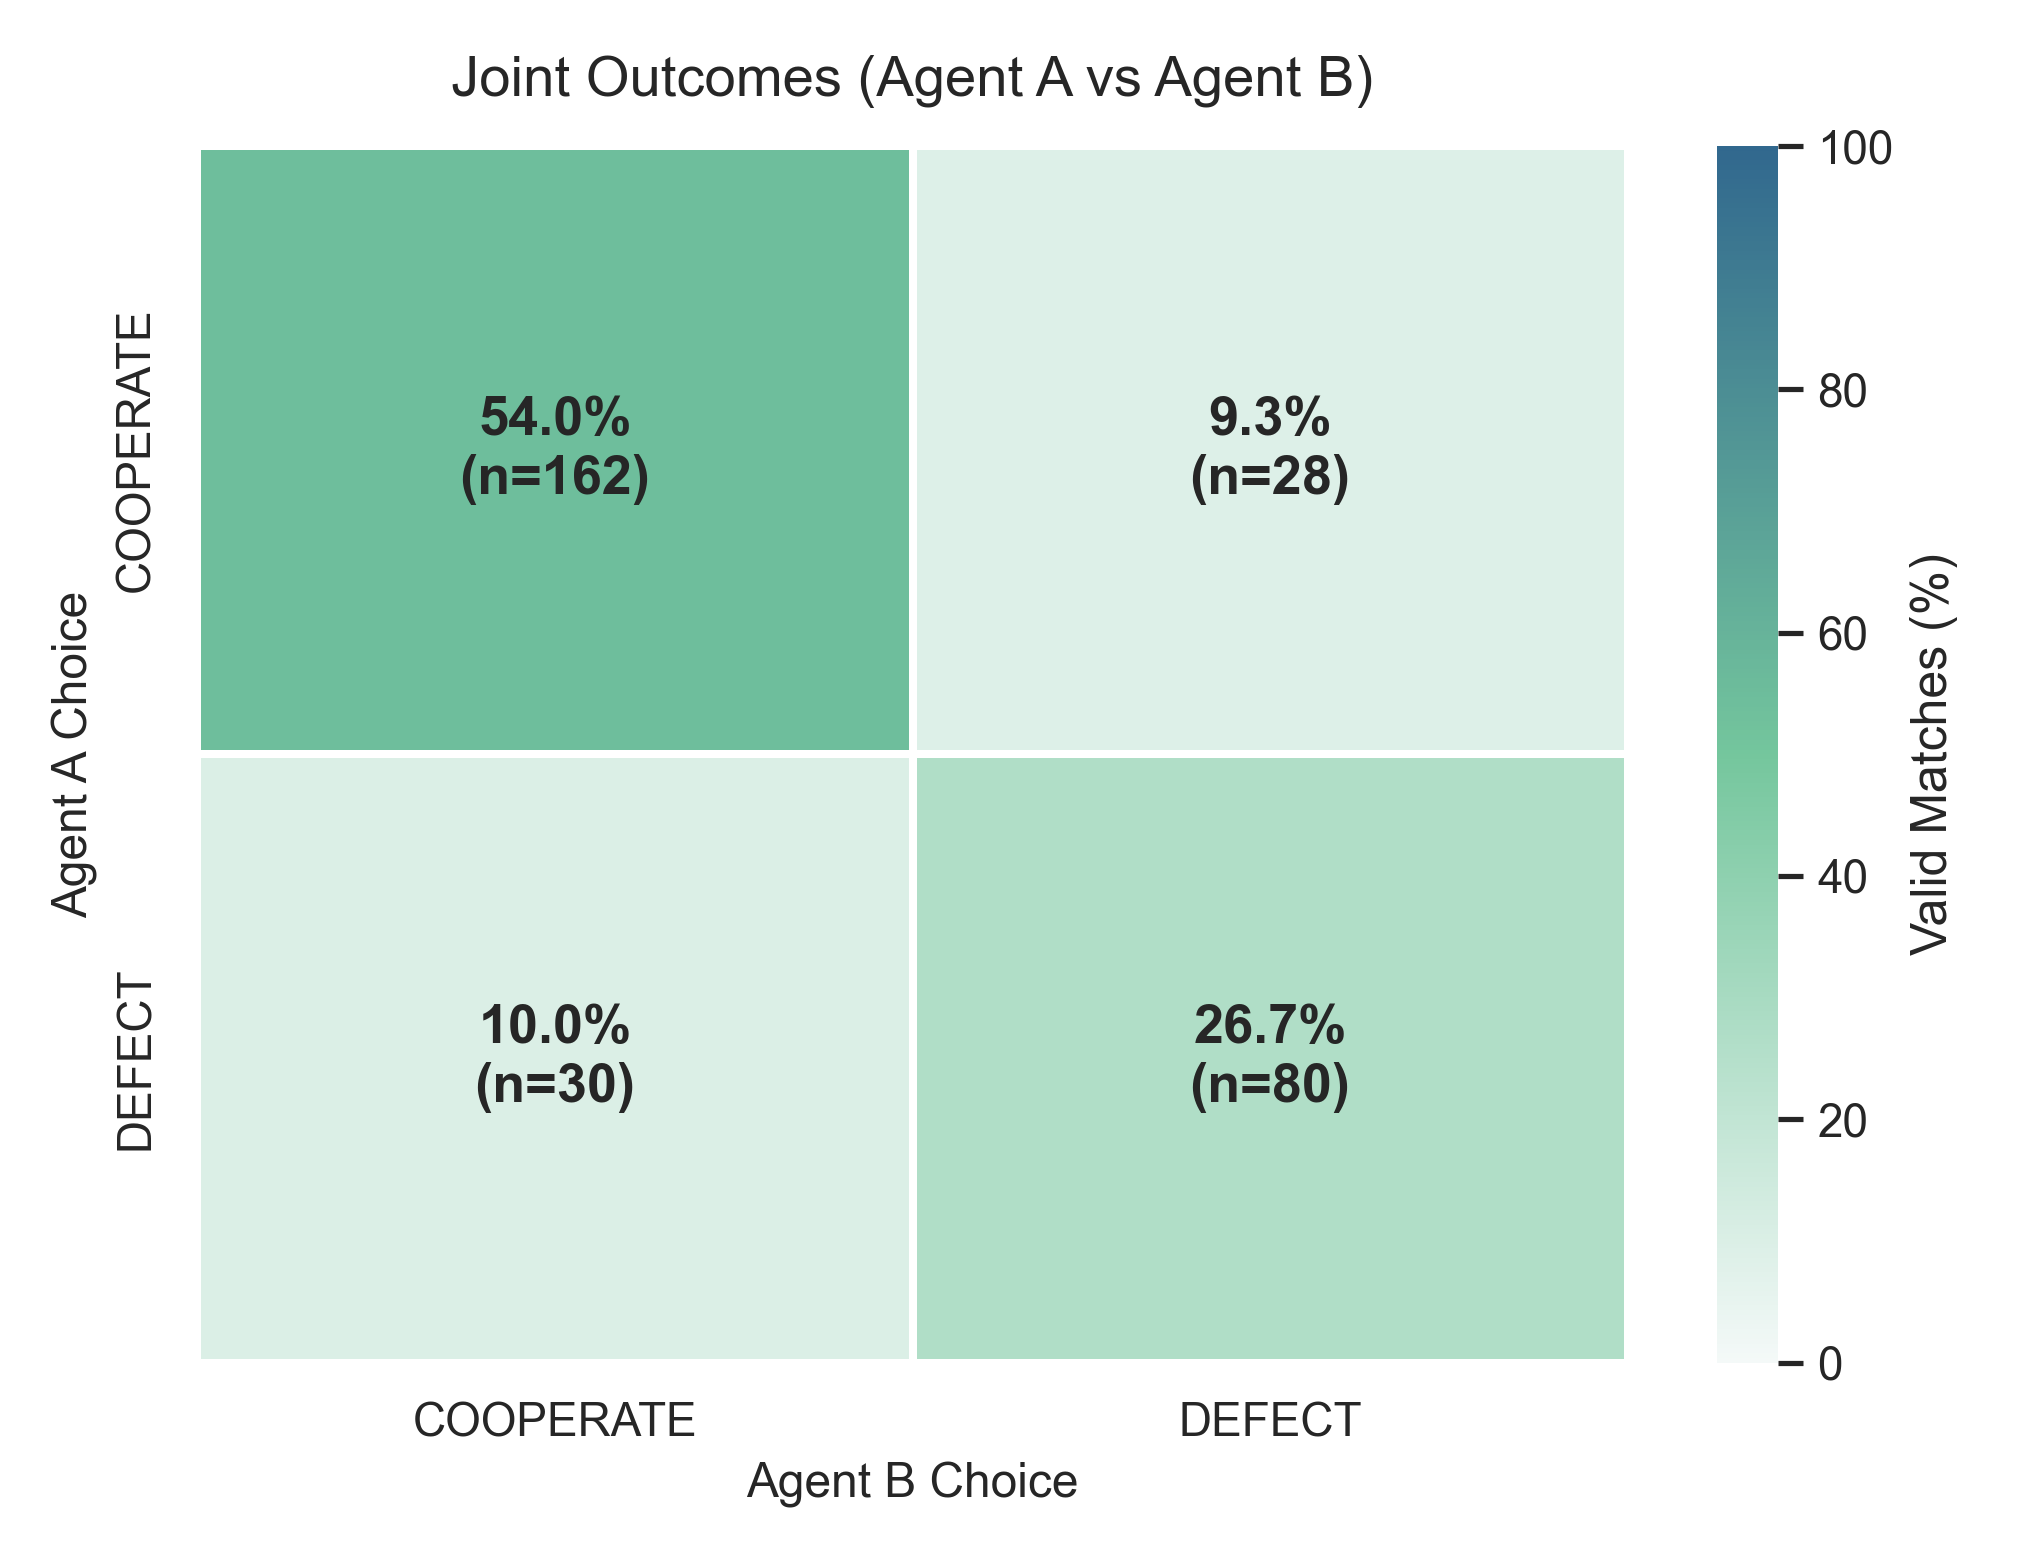 Joint Outcomes (Agent A vs Agent B)
Agent A Choice
COOPERATE
DEFECT
54.0%
(n=162)
9.3%
(n=28)
10.0%
(n=30)
26.7%
(n=80)
COOPERATE
DEFECT
Agent B Choice
100
80
60
40
20
0
Valid Matches (%)